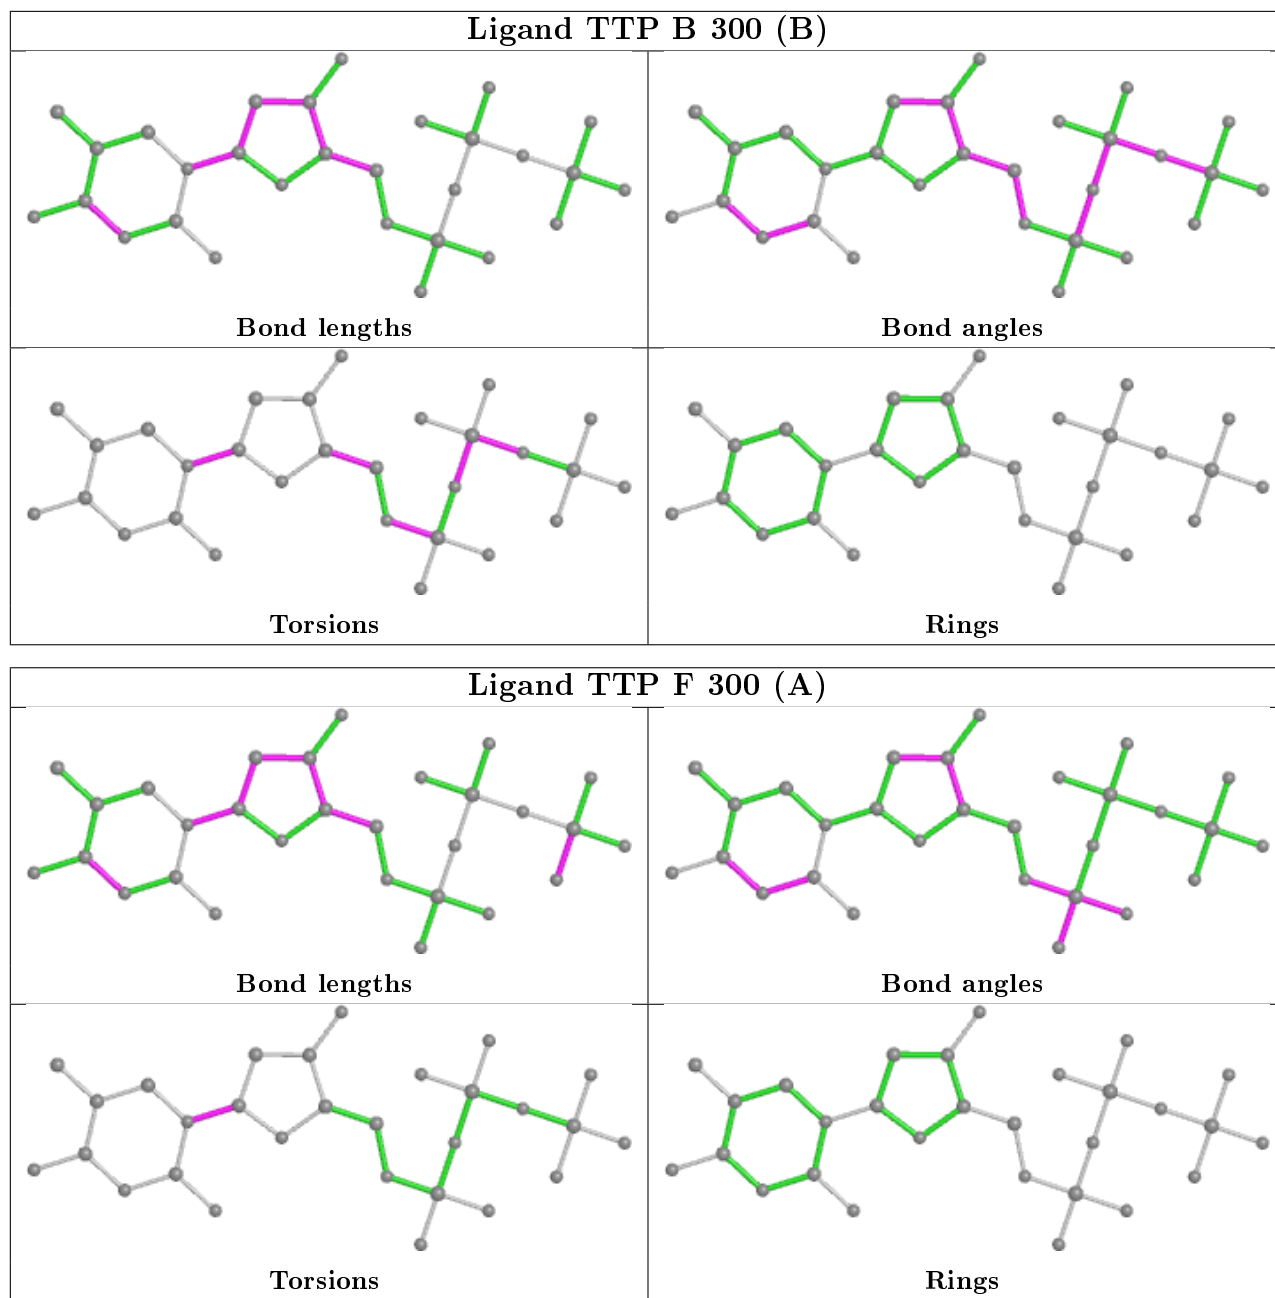 Ligand TTP B 300 (B)
Bond lengths
Bond angles
Torsions
Rings
Ligand TTP F 300 (A)
Bond lengths
Bond angles
Torsions
Rings